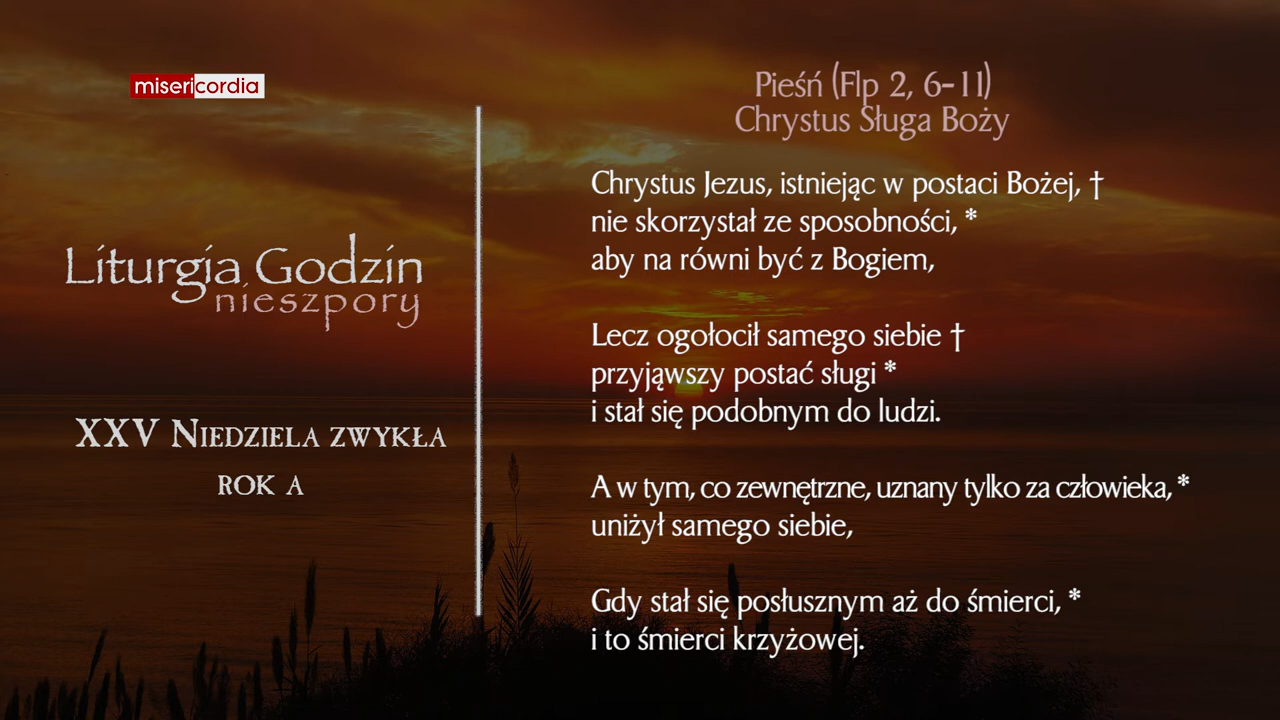 misericordia
Liturgia Godzin
nieszpory
XXV Niedziela zwykła
rok A
Pieśń (Flp 2, 6-11)
Chrystus Sługa Boży
Chrystus Jezus, istniejąc w postaci Bożej, †
nie skorzystał ze sposobności, *
aby na równi być z Bogiem,
Lecz ogołocił samego siebie †
przyjąwszy postać sługi *
i stał się podobnym do ludzi.
A w tym, co zewnętrzne, uznany tylko za człowieka, *
uniżył samego siebie,
Gdy stał się posłusznym aż do śmierci, *
i to śmierci krzyżowej.